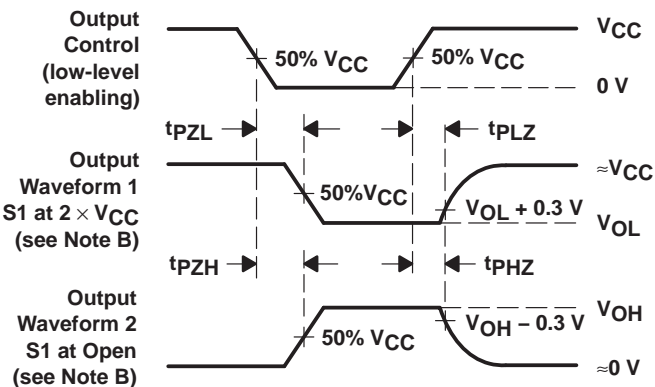 Output
Control
(low-level
enabling)
50% VCC
50% VCC
VCC
0 V
tPZL
tPLZ
Output
Waveform 1
S1 at 2 × VCC
(see Note B)
50%VCC
VOL + 0.3 V
≈VCC
VOL
tPZH
tPHZ
Output
Waveform 2
S1 at Open
(see Note B)
50% VCC
VOH − 0.3 V
VOH
≈0 V